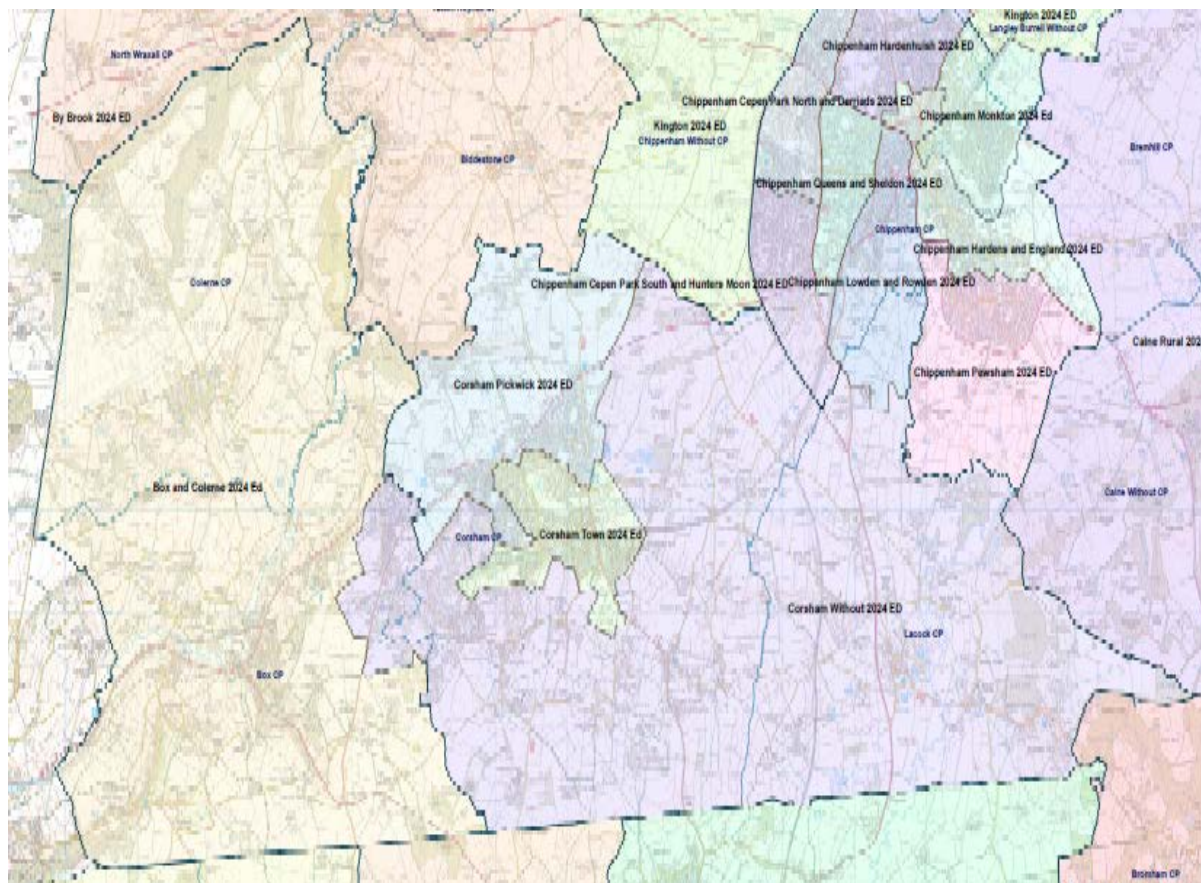 Kington 2024 ED
Langley Burrell Without CP
North Wraxall CP
Chippenham Hardenhuish 2024 ED
Chippenham Cepen Park North and Derriads 2024 ED
By Brook 2024 ED
Chippenham Monkton 2024 Ed
Kington 2024 ED
Chippenham Without CP
Bremhill CP
Biddestone CP
Chippenham Queens and Sheldon 2024 ED
Chippenham CP
Chippenham Hardens and England 2024 ED
Colerne CP
Chippenham Cepen Park South and Hunters Moon 2024 ED
Chippenham Lowden and Rowden 2024 ED
Calne Rural 202
Chippenham Pewsham 2024 ED
Corsham Pickwick 2024 ED
Box and Colerne 2024 Ed
Calne Without CP
Corsham CP
Corsham Town 2024 Ed
Corsham Without 2024 ED
Lacock CP
Box CP
Bromham CP